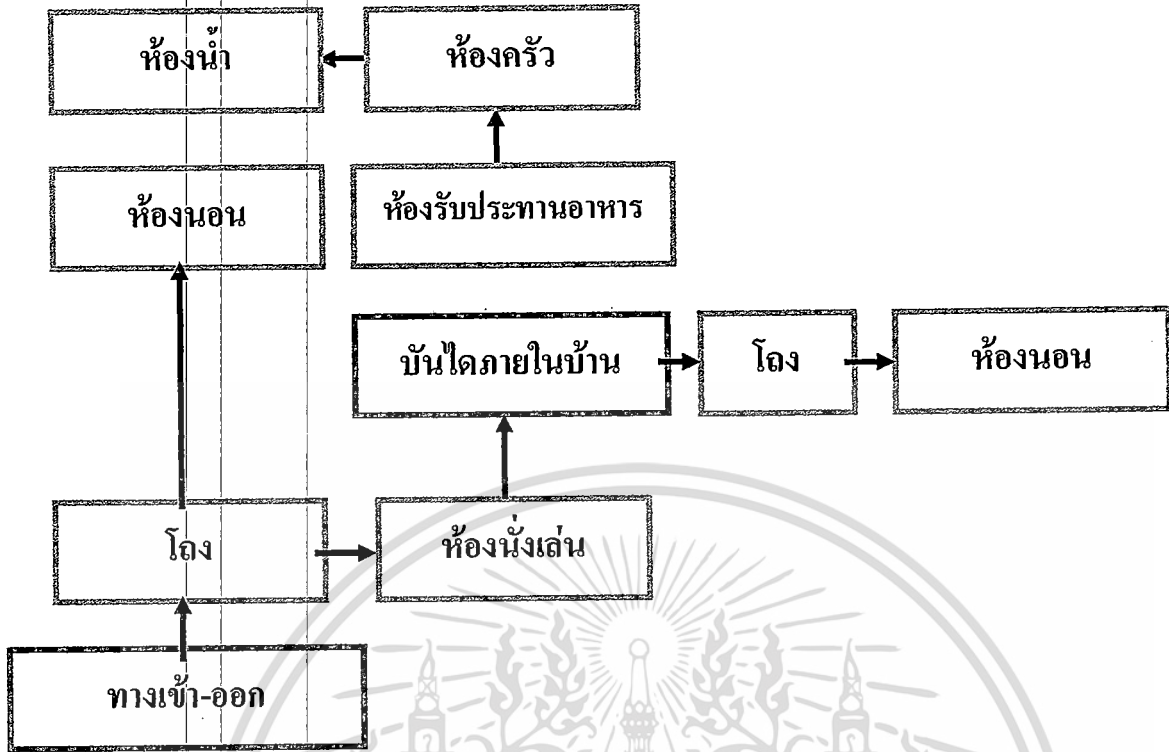 ห้องน้ำ
ห้องครัว
ห้องนอน
ห้องรับประทานอาหาร
บันไดภายในบ้าน
โถง
ห้องนอน
โถง
ห้องนั่งเล่น
ทางเข้า-ออก